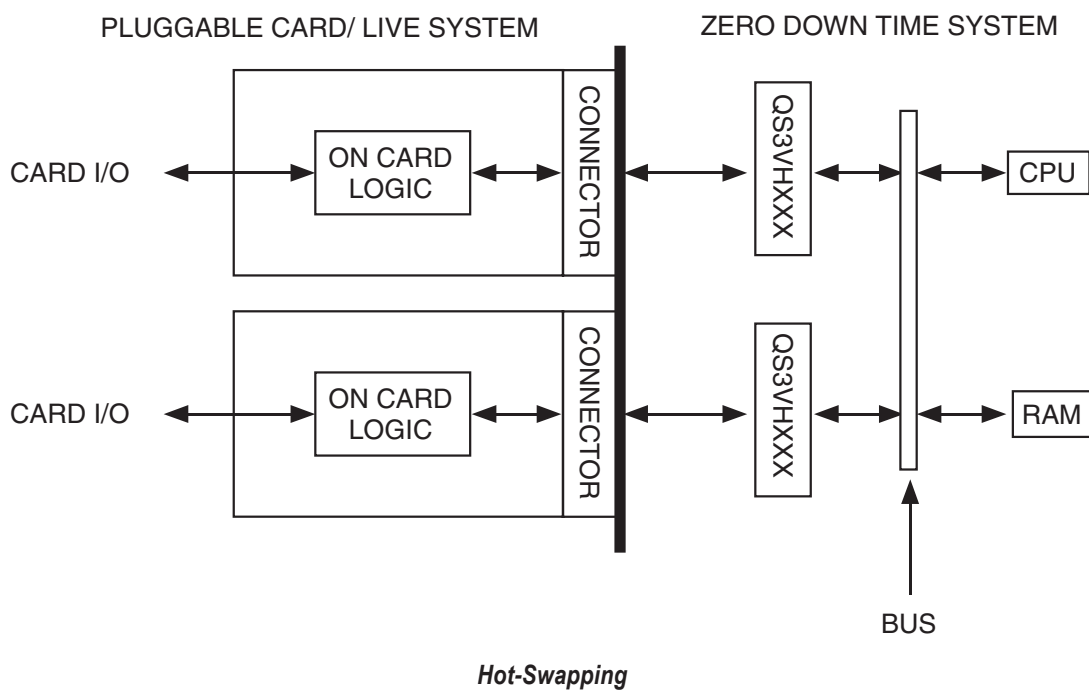 PLUGGABLE CARD/ LIVE SYSTEM
ZERO DOWN TIME SYSTEM
CARD I/O
ON CARD
LOGIC
CONNECTOR
QS3VHXXX
CPU
CARD I/O
ON CARD
LOGIC
CONNECTOR
QS3VHXXX
RAM
BUS
Hot-Swapping